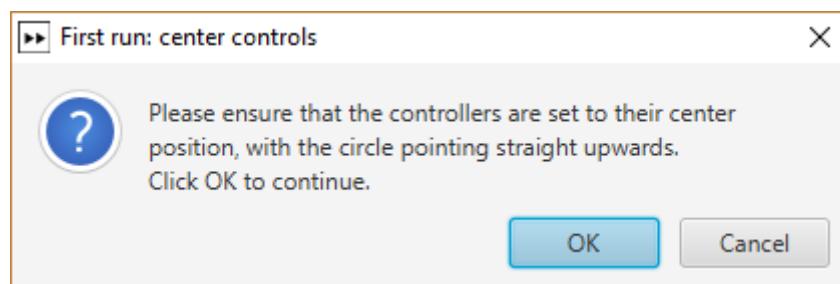 First run: center controls
Please ensure that the controllers are set to their center
position, with the circle pointing straight upwards.
Click OK to continue.
OK
Cancel